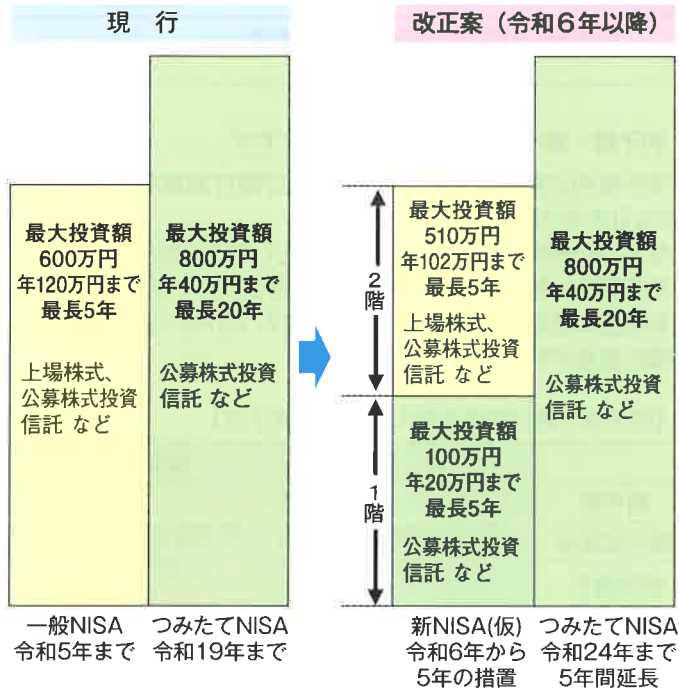 現 行
最大投資額
600万円
年120万円まで
最長5年
上場株式、
公募株式投資
信託 など
一般NISA
令和5年まで
最大投資額
800万円
年40万円まで
最長20年
公募株式投資
信託 など
つみたてNISA
令和19年まで
改正案（令和6年以降）
2階
最大投資額
510万円
年102万円まで
最長5年
上場株式、
公募株式投資
信託 など
1階
最大投資額
100万円
年20万円まで
最長5年
公募株式投資
信託 など
新NISA(仮)
令和6年から
5年の措置
最大投資額
800万円
年40万円まで
最長20年
公募株式投資
信託 など
つみたてNISA
令和24年まで
5年間延長